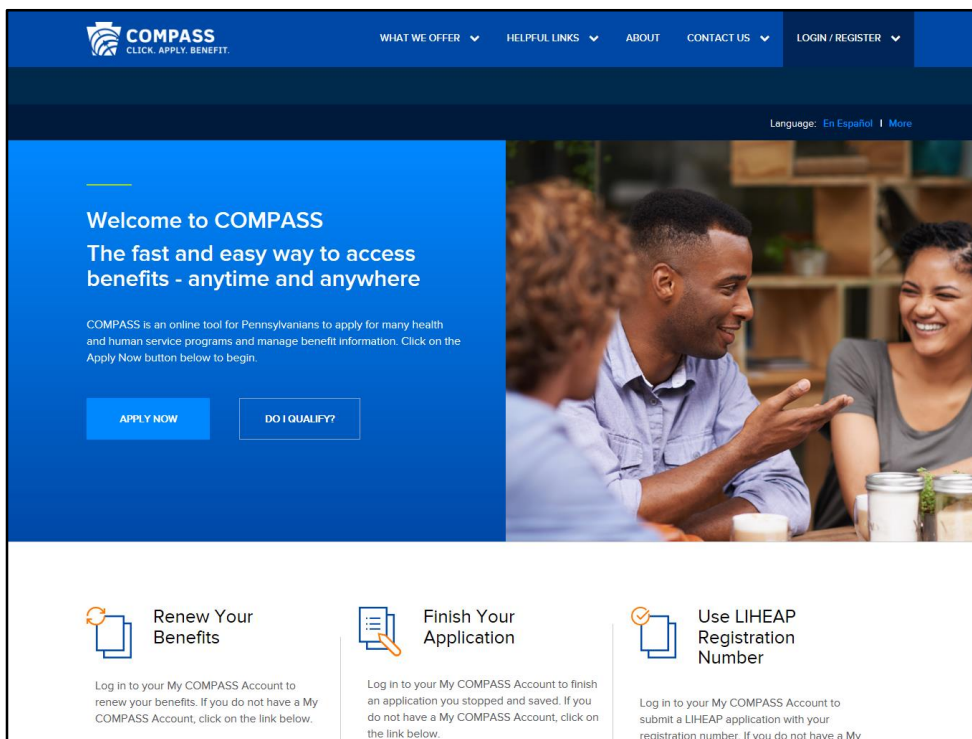 COMPASS
CLICK. APPLY. BENEFIT.
WHAT WE OFFER
HELPFUL LINKS
ABOUT
CONTACT US
LOGIN / REGISTER
Language: En Español | More
Welcome to COMPASS
The fast and easy way to access
benefits - anytime and anywhere
COMPASS is an online tool for Pennsylvanians to apply for many health
and human service programs and manage benefit information. Click on the
Apply Now button below to begin.
APPLY NOW
DO I QUALIFY?
Renew Your
Benefits
Log in to your My COMPASS Account to
renew your benefits. If you do not have a My
COMPASS Account, click on the link below.
Finish Your
Application
Log in to your My COMPASS Account to finish
an application you stopped and saved. If you
do not have a My COMPASS Account, click on
the link below.
Use LIHEAP
Registration
Number
Log in to your My COMPASS Account to
submit a LIHEAP application with your
registration number. If you do not have a My